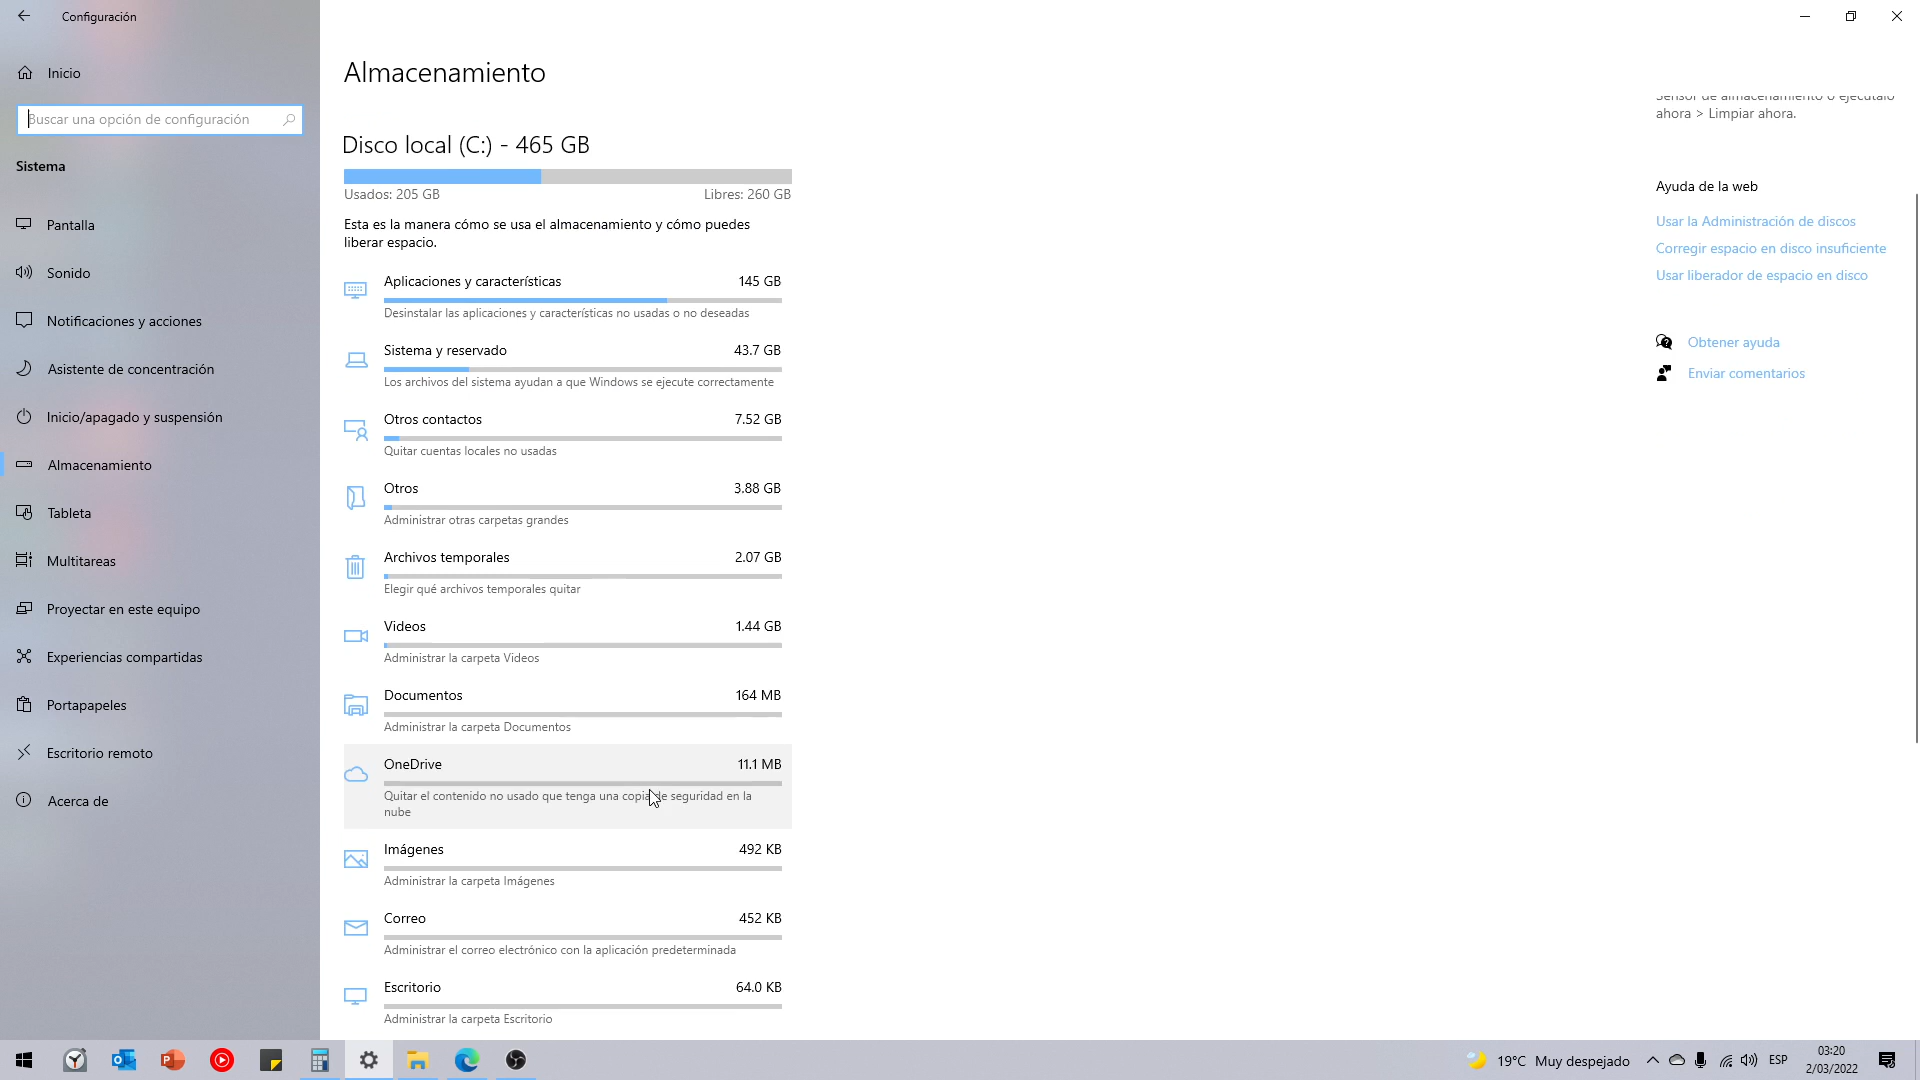 Configuración
Inicio
Buscar una opción de configuración
Sistema
Pantalla
Sonido
Notificaciones y acciones
Asistente de concentración
Inicio/apagado y suspensión
Almacenamiento
Tableta
Multitareas
Proyectar en este equipo
Experiencias compartidas
Portapapeles
Escritorio remoto
Acerca de
Almacenamiento
Disco local (C:) - 465 GB
Usados: 205 GB
Libres: 260 GB
Esta es la manera cómo se usa el almacenamiento y cómo puedes
liberar espacio.
Aplicaciones y características 145 GB
Desinstalar las aplicaciones y características no usadas o no deseadas
Sistema y reservado 43.7 GB
Los archivos del sistema ayudan a que Windows se ejecute correctamente
Otros contactos 7.52 GB
Quitar cuentas locales no usadas
Otros 3.88 GB
Administrar otras carpetas grandes
Archivos temporales 2.07 GB
Elegir qué archivos temporales quitar
Videos 1.44 GB
Administrar la carpeta Videos
Documentos 164 MB
Administrar la carpeta Documentos
OneDrive 11.1 MB
Quitar el contenido no usado que tenga una copia de seguridad en la
nube
Imágenes 492 KB
Administrar la carpeta Imágenes
Correo 452 KB
Administrar el correo electrónico con la aplicación predeterminada
Escritorio 64.0 KB
Administrar la carpeta Escritorio
Sensor de almacenamiento o ejecútalo
ahora > Limpiar ahora.
Ayuda de la web
Usar la Administración de discos
Corregir espacio en disco insuficiente
Usar liberador de espacio en disco
Obtener ayuda
Enviar comentarios
19°C Muy despejado
ESP
03:20
2/03/2022